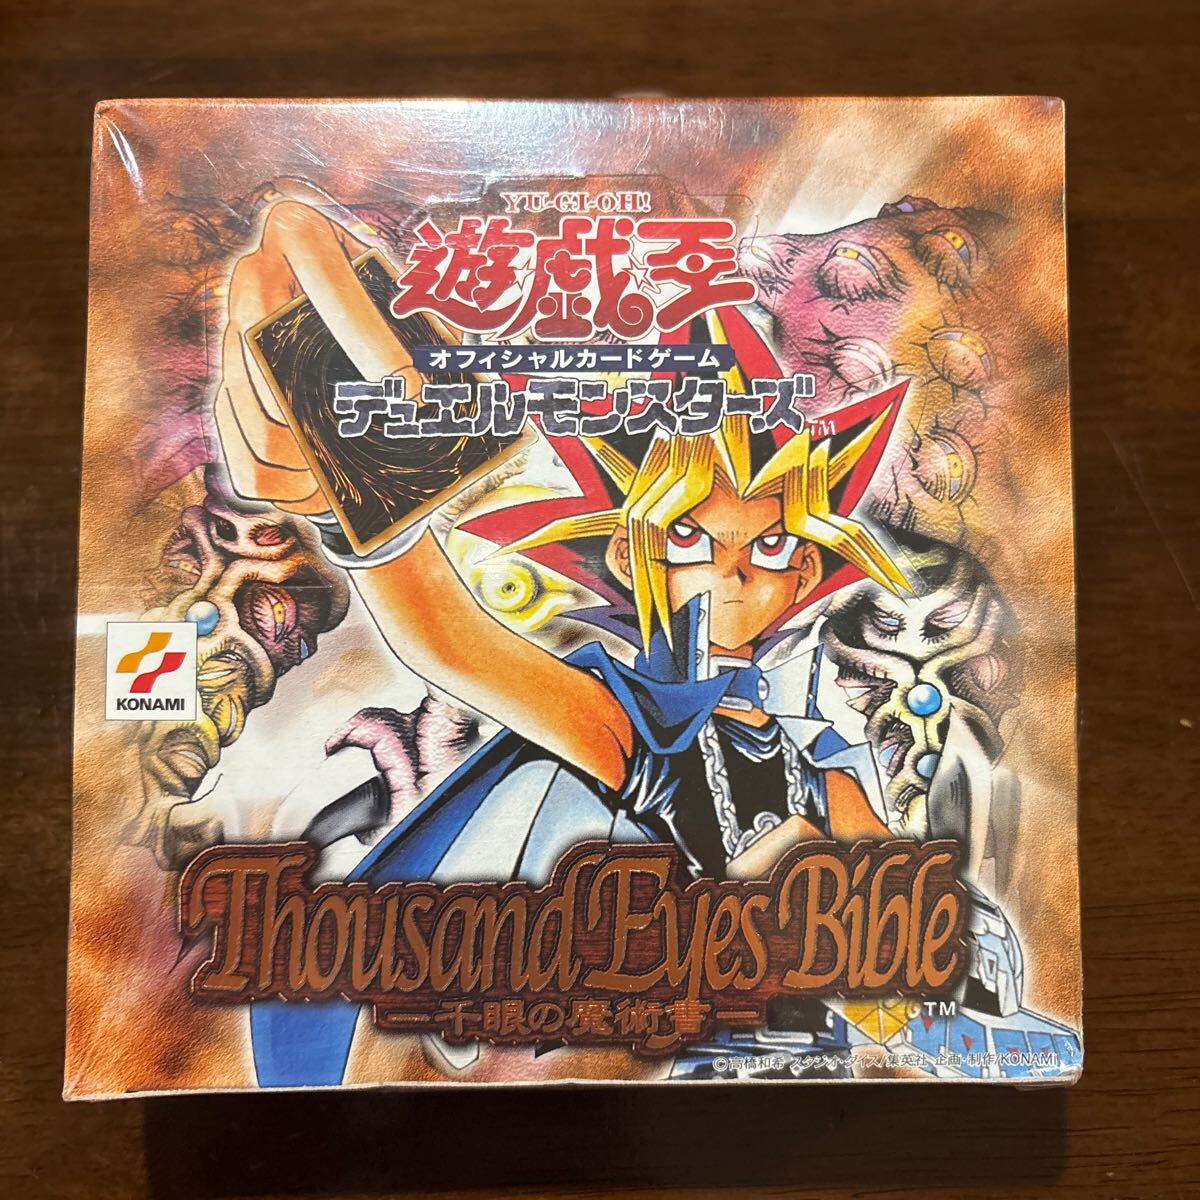 YU-GI-OH!
遊☆戯☆王
オフィシャルカードゲーム
デュエルモンスターズ™
KONAMI
Thousand Eyes Bible
－千眼の魔術書－™
©高橋和希 スタジオ・ダイス/集英社 企画・制作/KONAMI